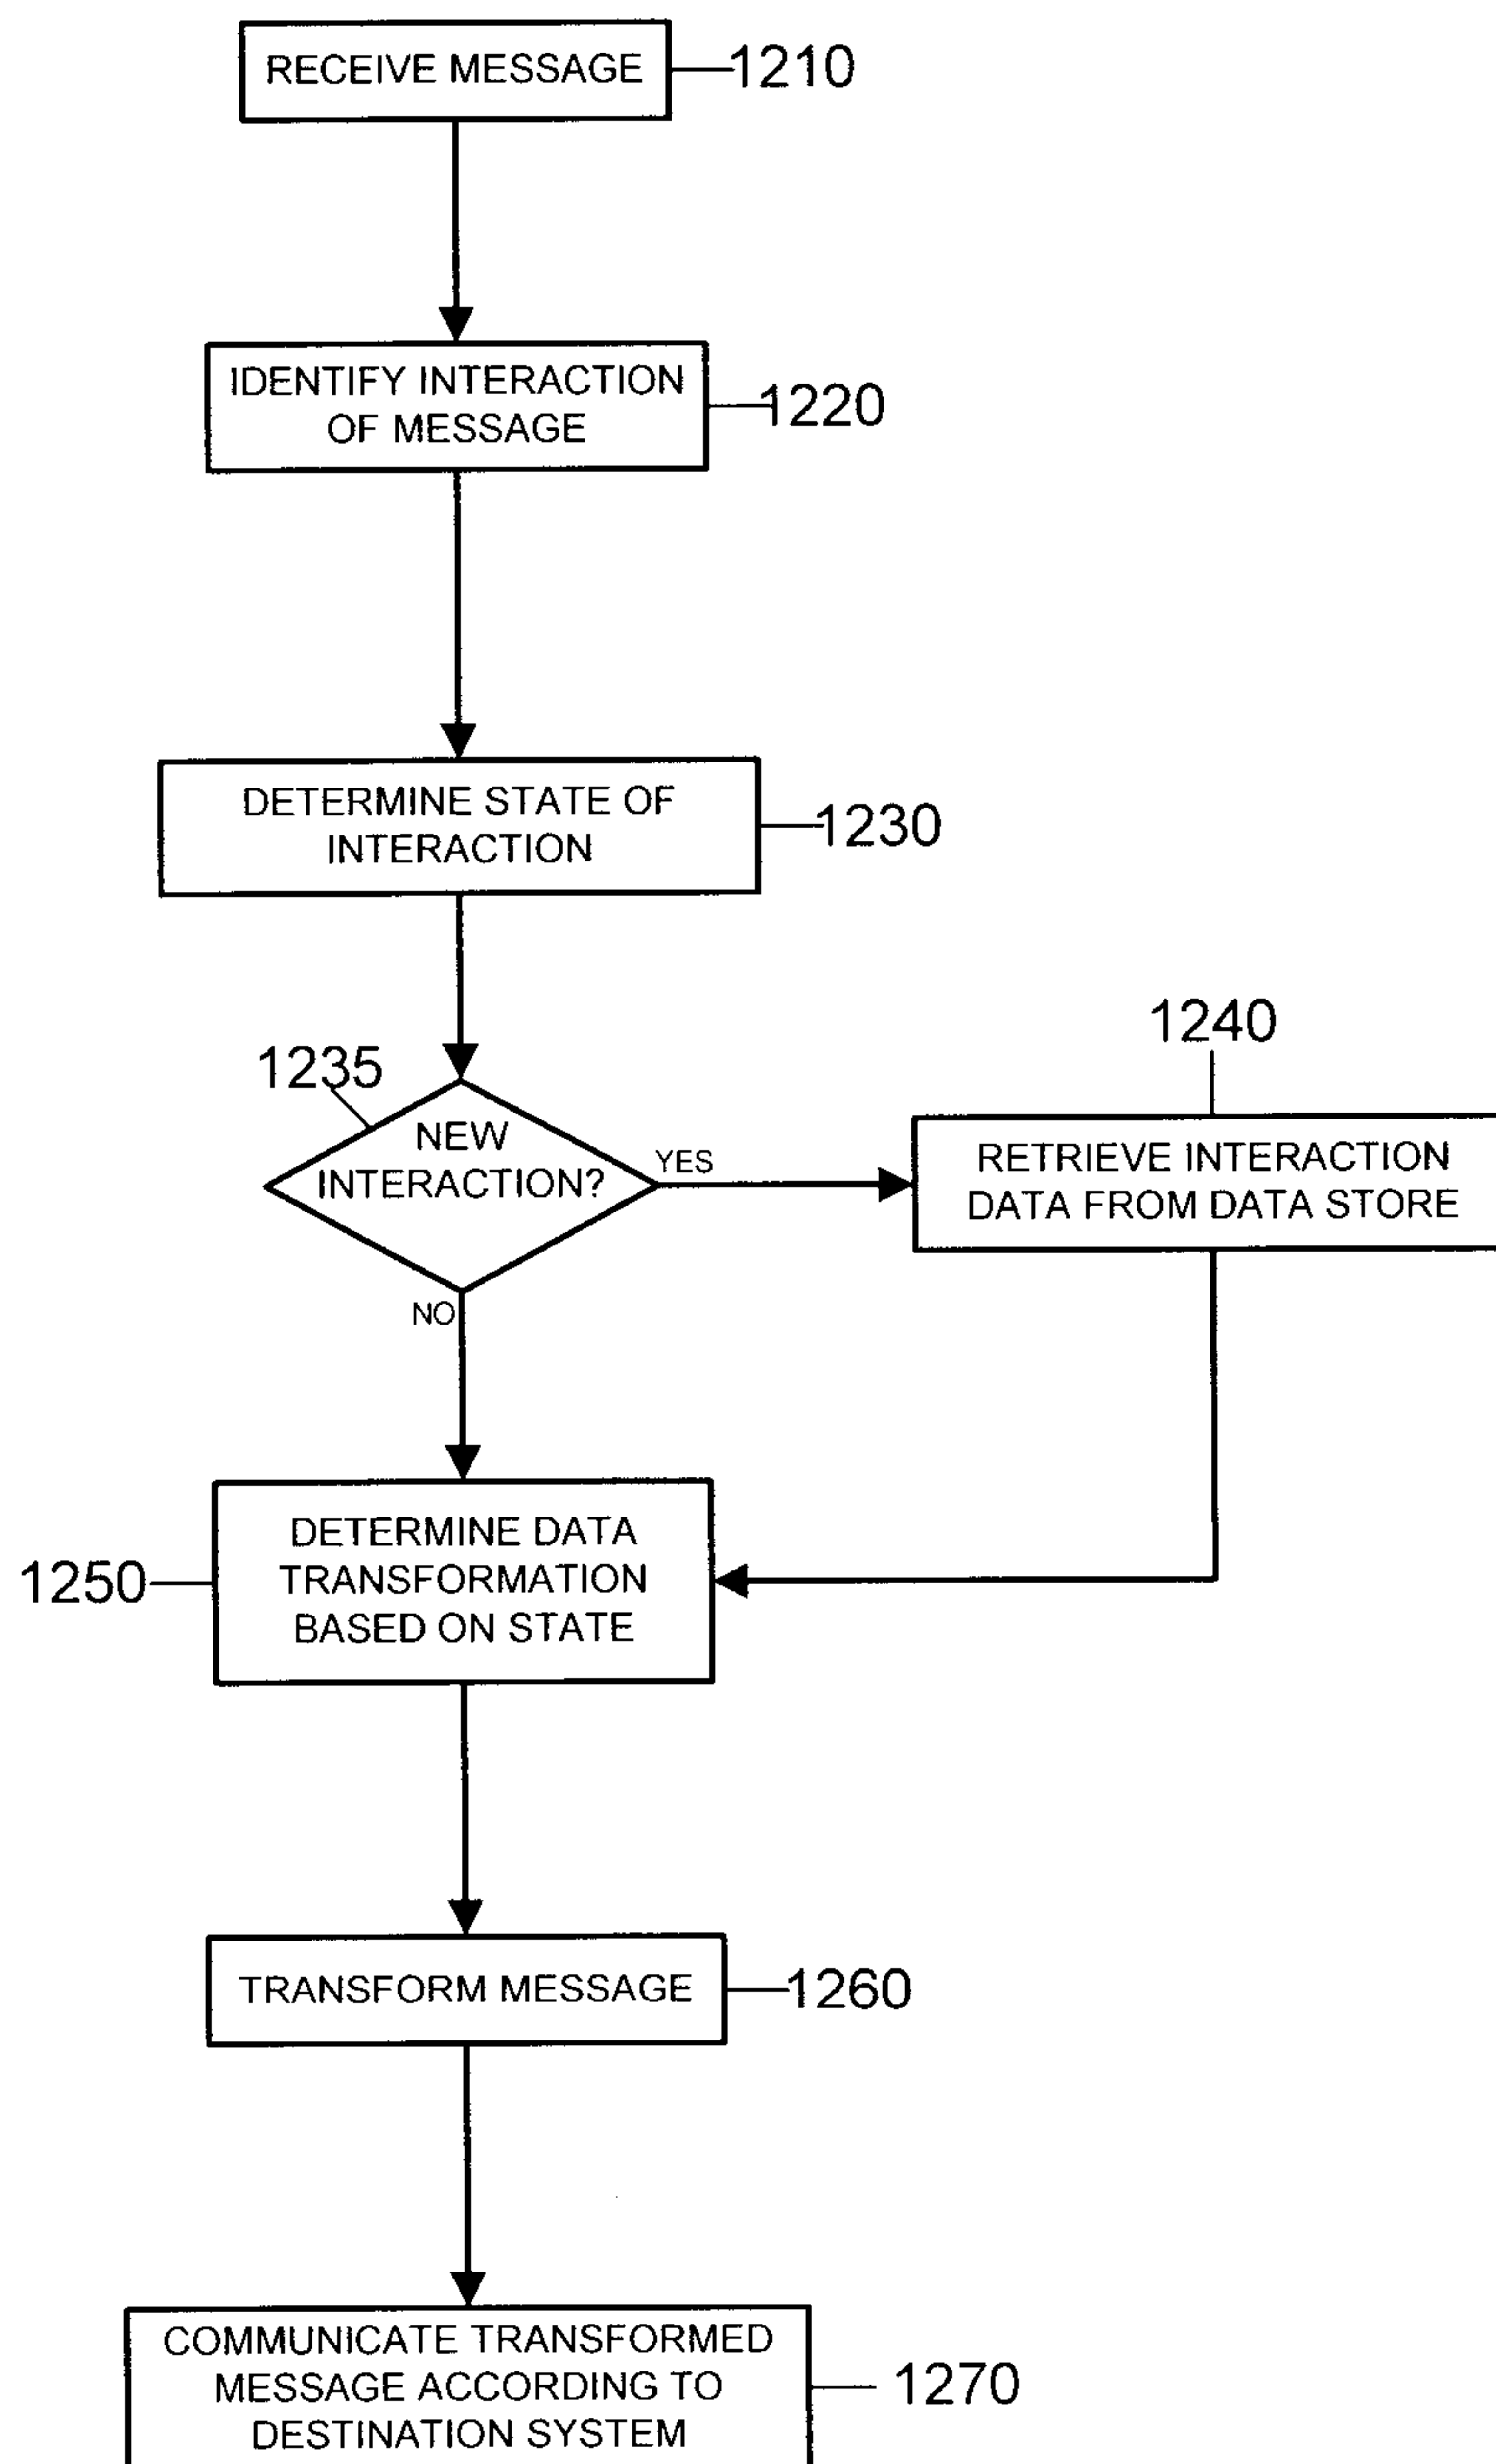 RECEIVE MESSAGE
1210
IDENTIFY INTERACTION
OF MESSAGE
1220
DETERMINE STATE OF
INTERACTION
1230
1235
NEW
INTERACTION?
YES
NO
1240
RETRIEVE INTERACTION
DATA FROM DATA STORE
1250
DETERMINE DATA
TRANSFORMATION
BASED ON STATE
TRANSFORM MESSAGE
1260
COMMUNICATE TRANSFORMED
MESSAGE ACCORDING TO
DESTINATION SYSTEM
1270